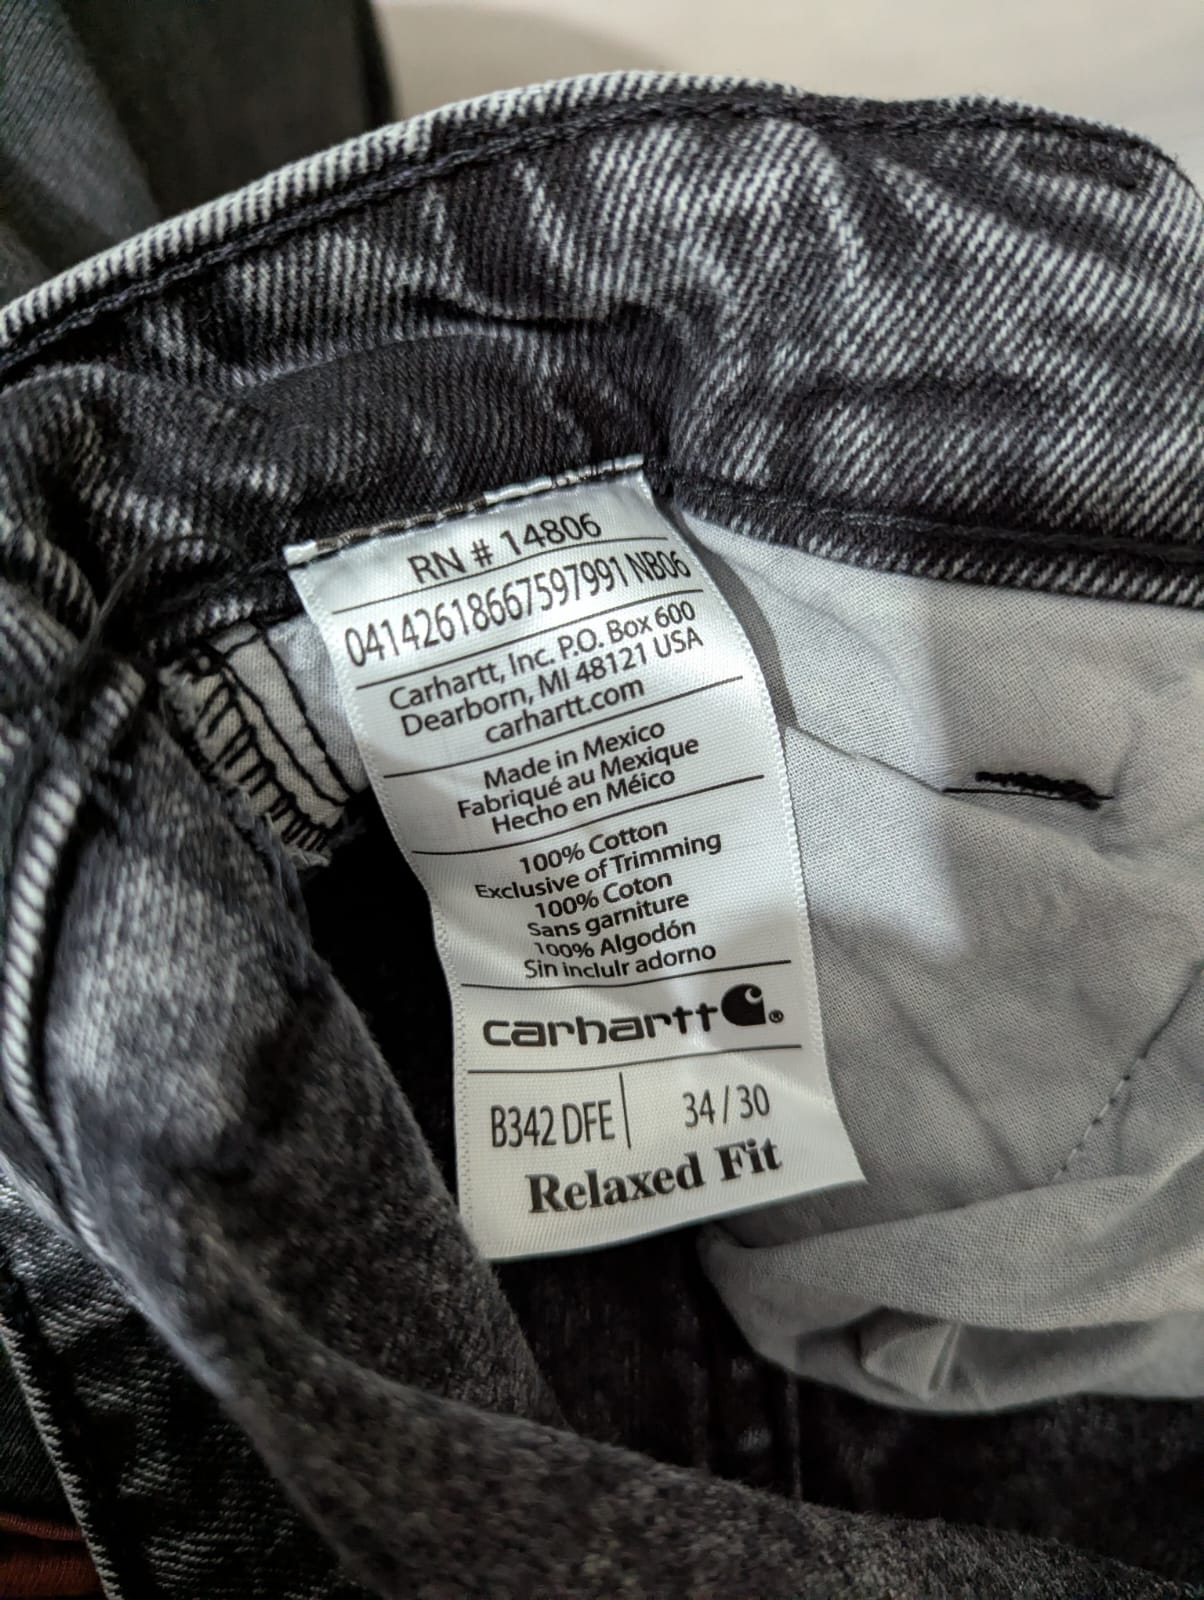 RN # 14806
04142618667597991 NB06
Carhartt, Inc. P.O. Box 600
Dearborn, MI 48121 USA
carhartt.com
Made in Mexico
Fabriqué au Mexique
Hecho en Méico
100% Cotton
Exclusive of Trimming
100% Coton
Sans garniture
100% Algodón
Sin incluir adorno
carhartt®
B342 DFE | 34 / 30
Relaxed Fit